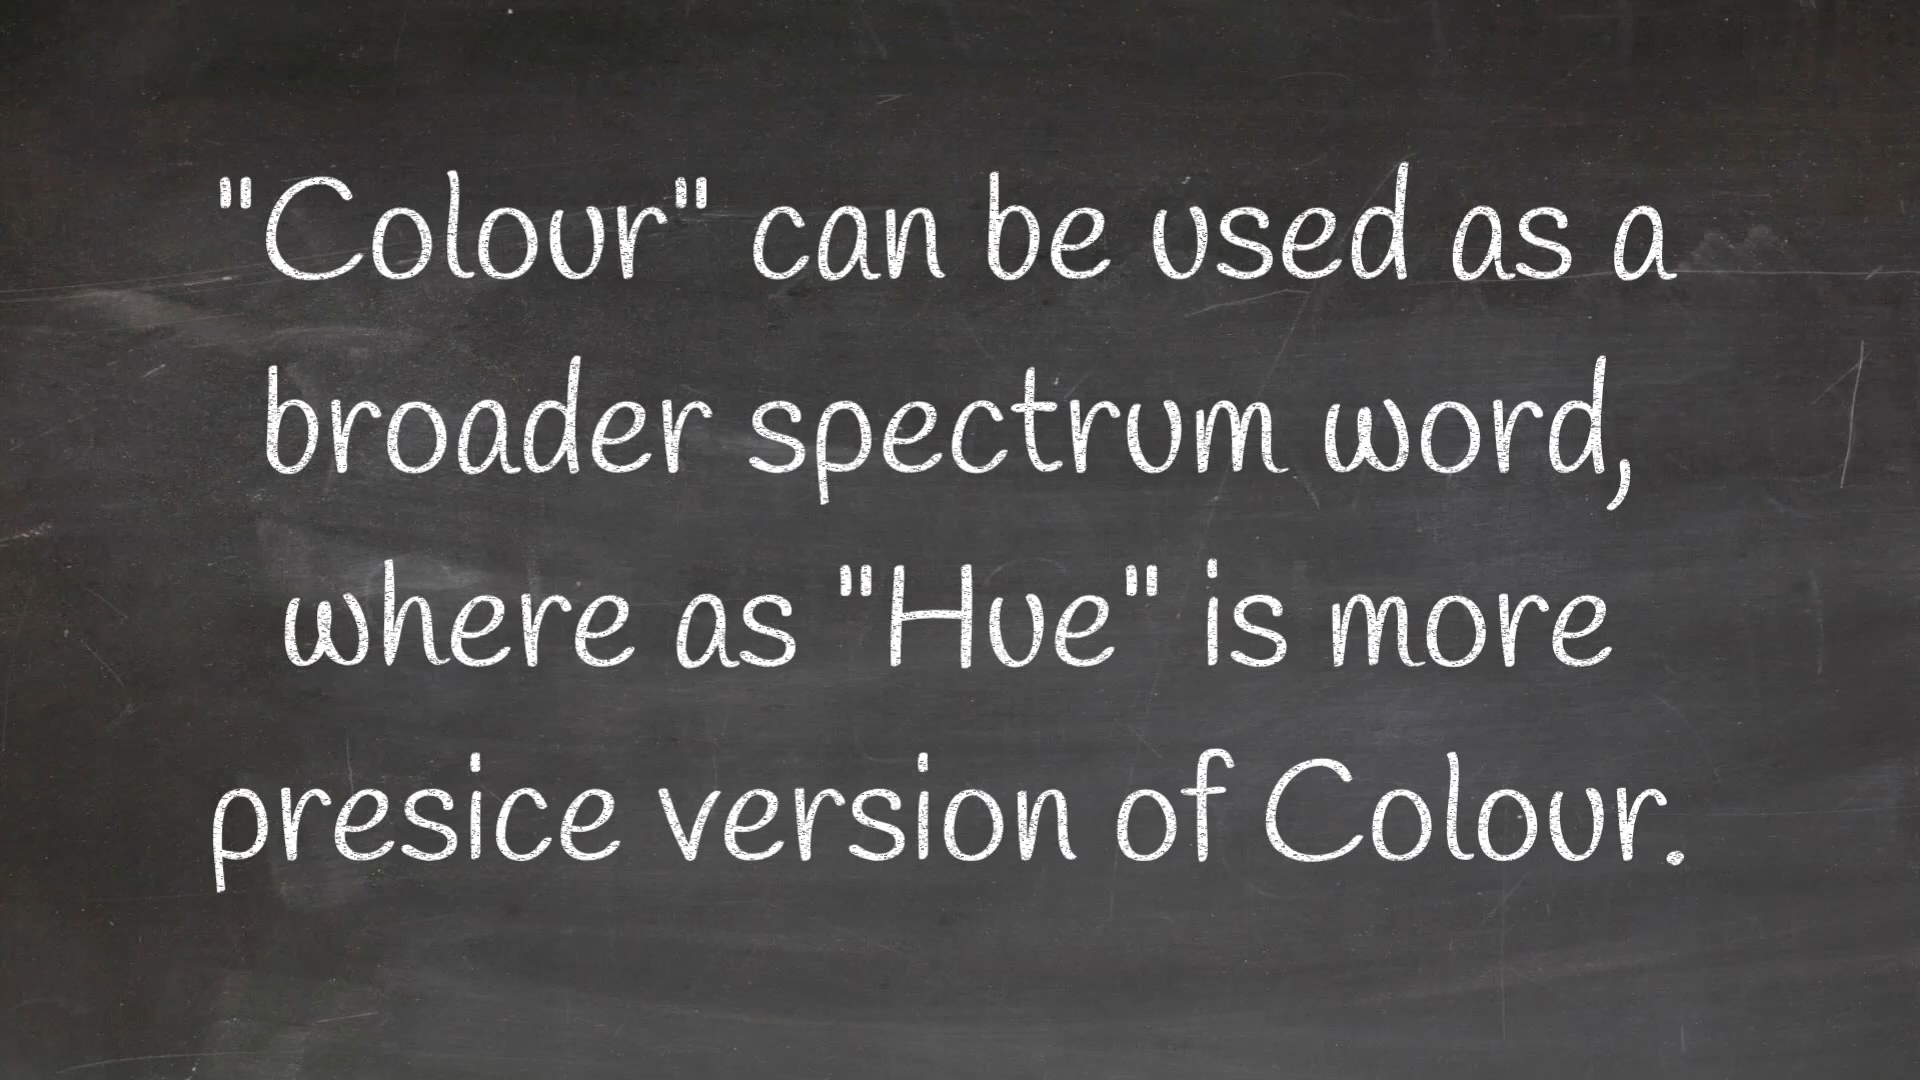 "Colour" can be used as a
broader spectrum word,
where as "Hue" is more
presice version of Colour.